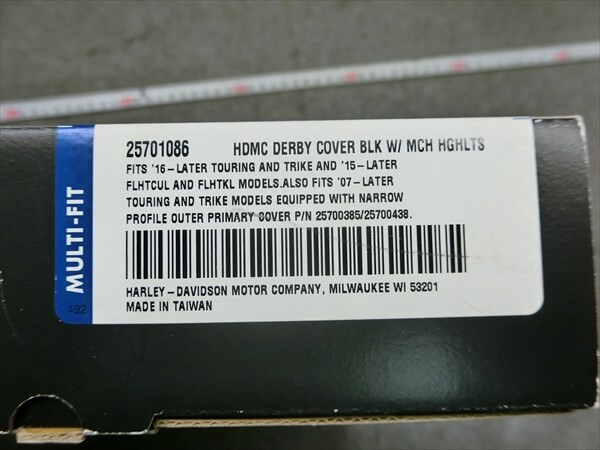 25701086 HDMC DERBY COVER BLK W/ MCH HGHLTS
FITS '16-LATER TOURING AND TRIKE AND '15-LATER
FLHTCUL AND FLHTKL MODELS.ALSO FITS '07-LATER
TOURING AND TRIKE MODELS EQUIPPED WITH NARROW
PROFILE OUTER PRIMARY COVER P/N 25700385/25700438.
HARLEY-DAVIDSON MOTOR COMPANY, MILWAUKEE WI 53201
MADE IN TAIWAN
MULTI-FIT
492